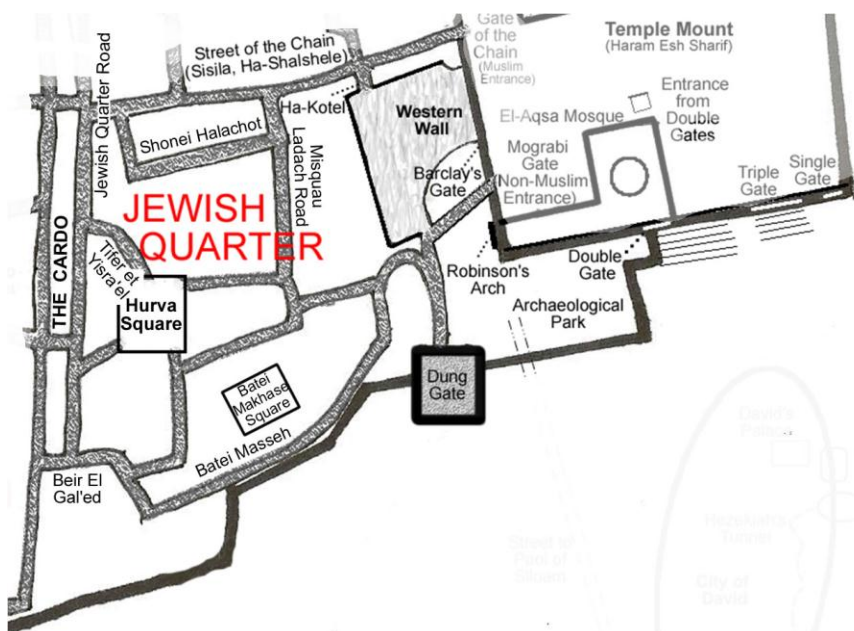 Street of the Chain
(Sisila, Ha-Shalshele)
Gate
of the
Chain
(Muslim
Entrance)
Temple Mount
(Haram Esh Sharif)
Jewish Quarter Road
Shonei Halachot
Ha-Kotel
Misquau
Ladach Road
Western
Wall
Barclay's
Gate
El-Aqsa Mosque
Mograbi
Gate
(Non-Muslim
Entrance)
Entrance
from
Double
Gates
Triple
Gate
Single
Gate
JEWISH
QUARTER
THE CARDO
Tifer et
Yisra'el
Hurva
Square
Robinson's
Arch
Double
Gate
Archaeological
Park
Dung
Gate
Batei
Makhase
Square
Batei Masseh
Beir El
Gal'ed
David's
Palace
Hezekiah's
Tunnel
City of
David
Street to
Pool of
Siloam